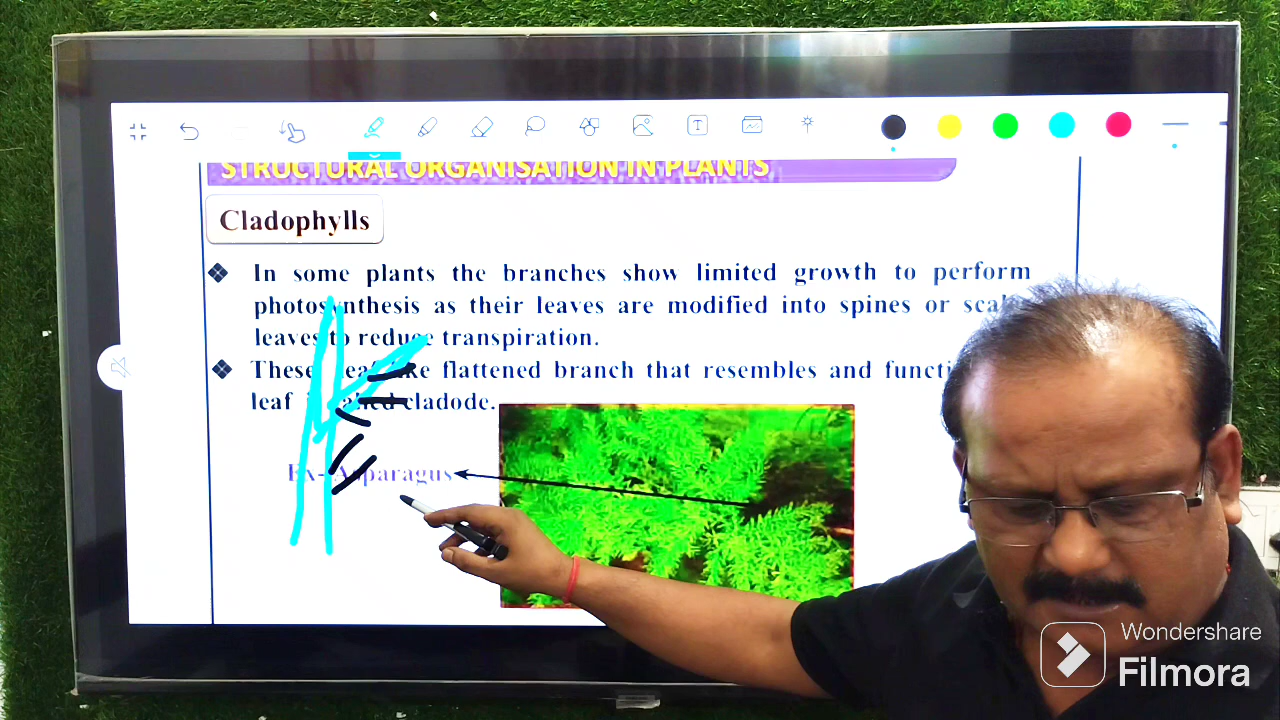 STRUCTURAL ORGANISATION IN PLANTS
Cladophylls
In some plants the branches show limited growth to perform
photosynthesis as their leaves are modified into spines or
leaves to reduce transpiration.
These flattened branch that resembles and
leaf cladode.
Ex- Asparagus
T
Wondershare
Filmora